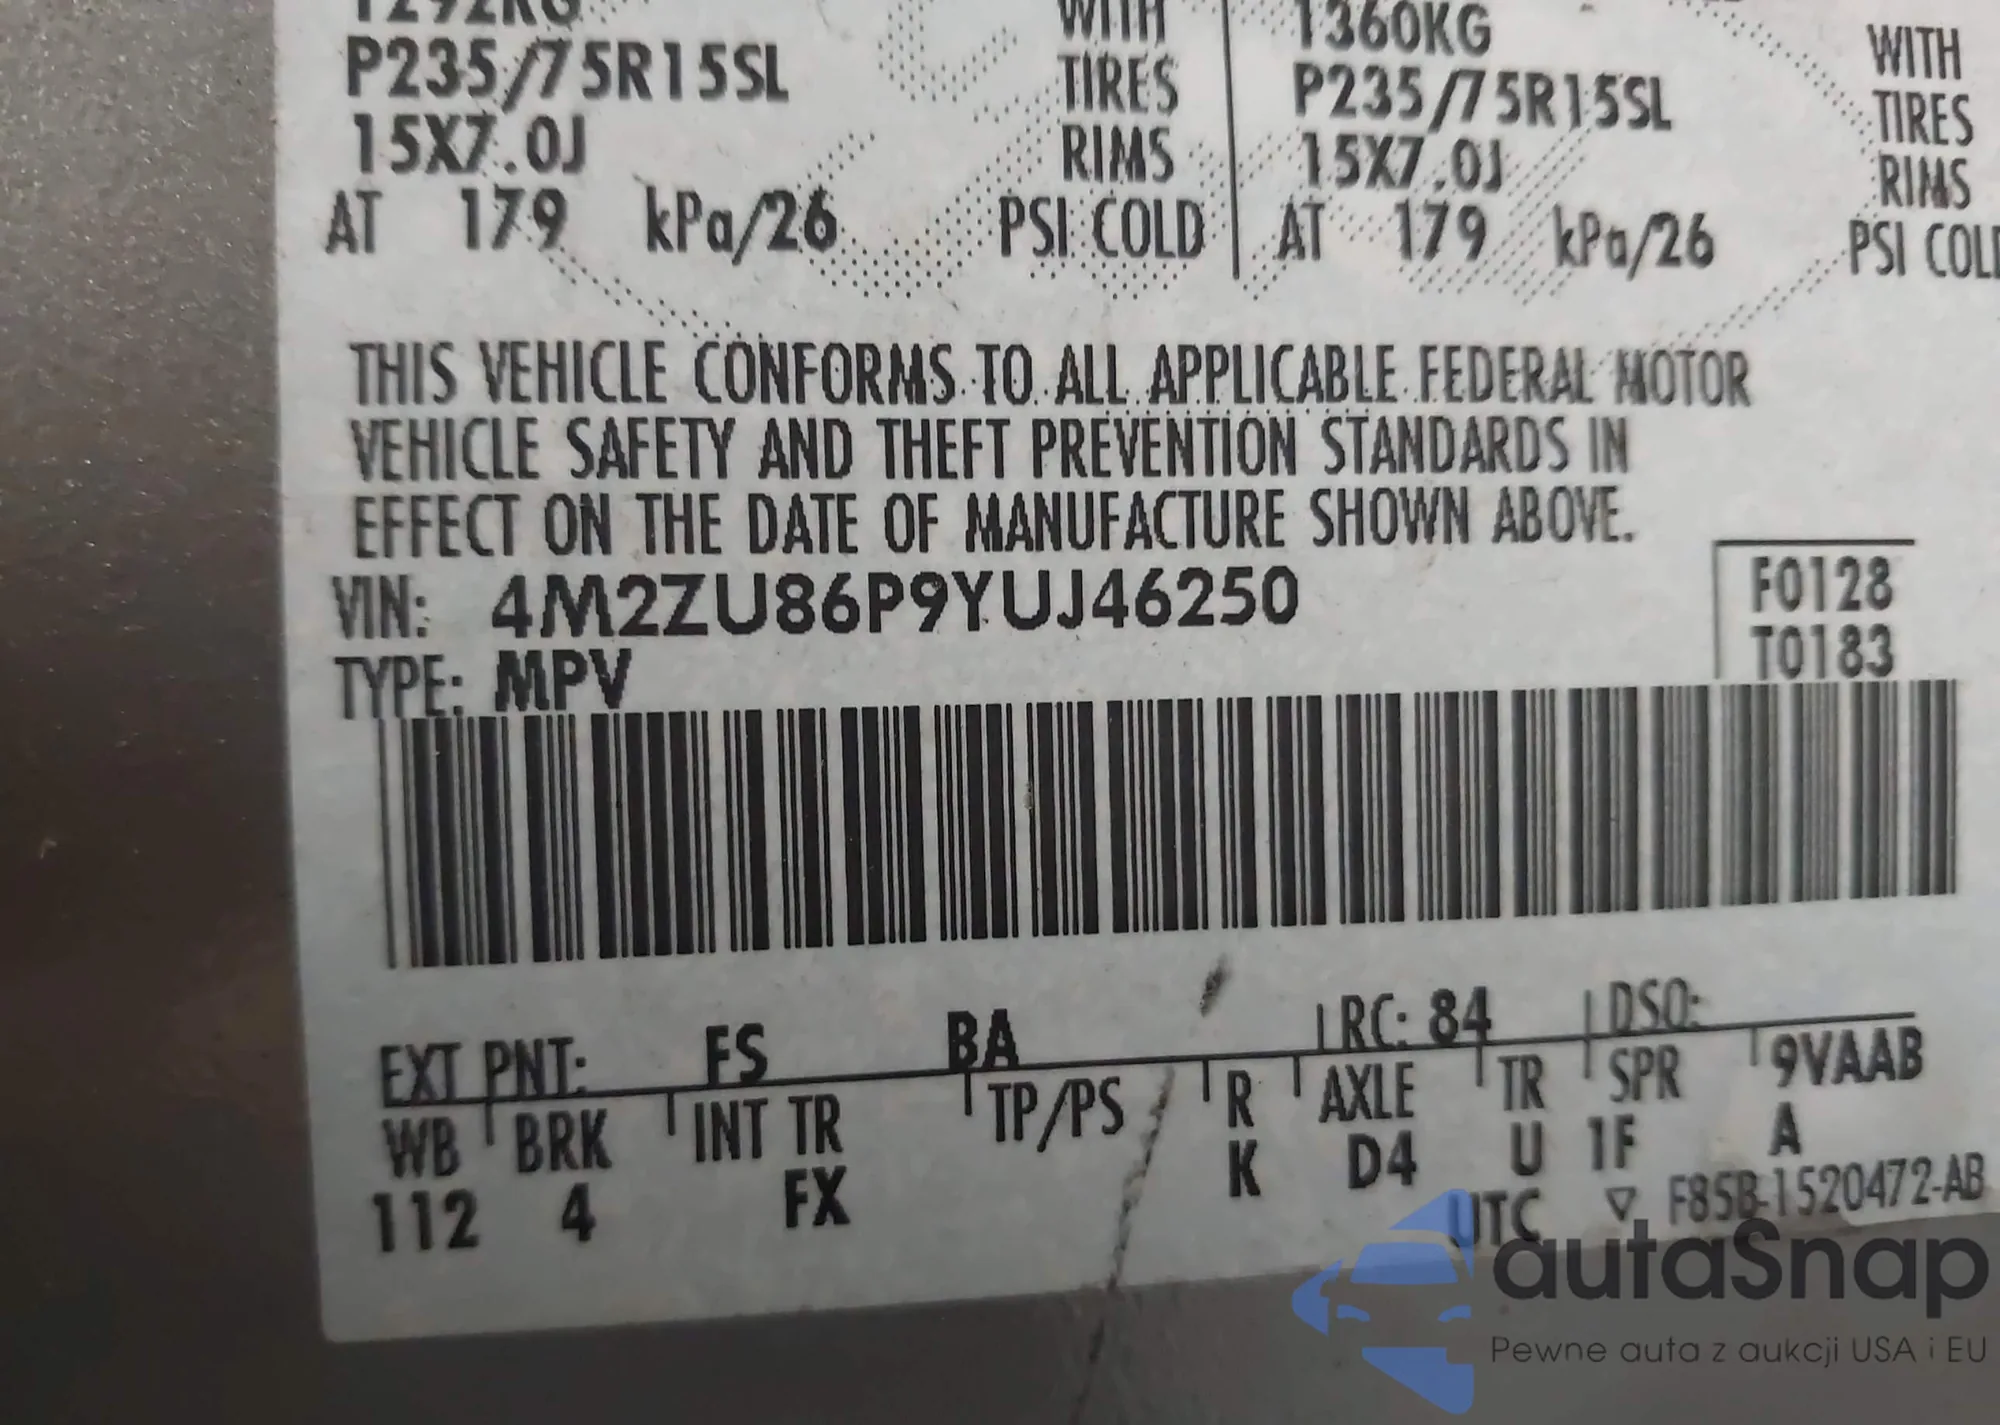 1292KG WITH 1360KG WITH
P235/75R15SL TIRES P235/75R15SL TIRES
15X7.0J RIMS 15X7.0J RIMS
AT 179 kPa/26 PSI COLD AT 179 kPa/26 PSI COLD
THIS VEHICLE CONFORMS TO ALL APPLICABLE FEDERAL MOTOR
VEHICLE SAFETY AND THEFT PREVENTION STANDARDS IN
EFFECT ON THE DATE OF MANUFACTURE SHOWN ABOVE.
F0128
VIN: 4M2ZU86P9YUJ46250
T0183
TYPE: MPV
EXT PNT: FS BA RC: 84 DSO:
WB BRK INT TR TP/PS R AXLE TR SPR 9VAAB
112 4 FX K D4 U 1F A
UTC ▽ F85B-1520472-AB
autaSnap
Pewne auta z aukcji USA i EU